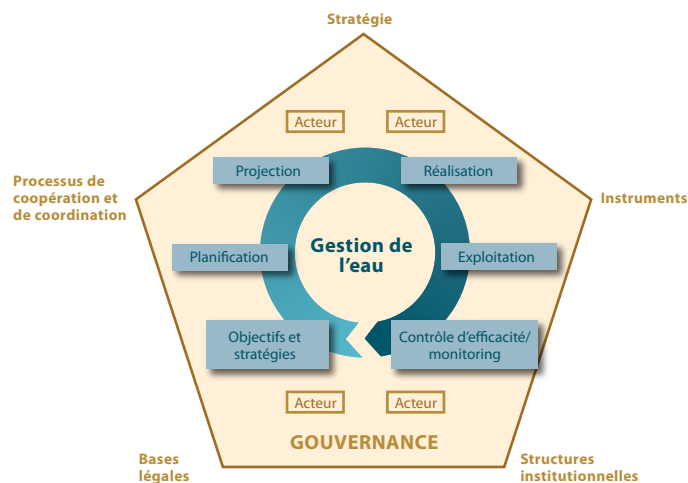 Stratégie
Acteur
Acteur
Projection
Réalisation
Processus de
coopération et
de coordination
Instruments
Gestion de
l'eau
Planification
Exploitation
Objectifs et
stratégies
Contrôle d'efficacité/
monitoring
Acteur
Acteur
GOUVERNANCE
Bases
légales
Structures
institutionnelles